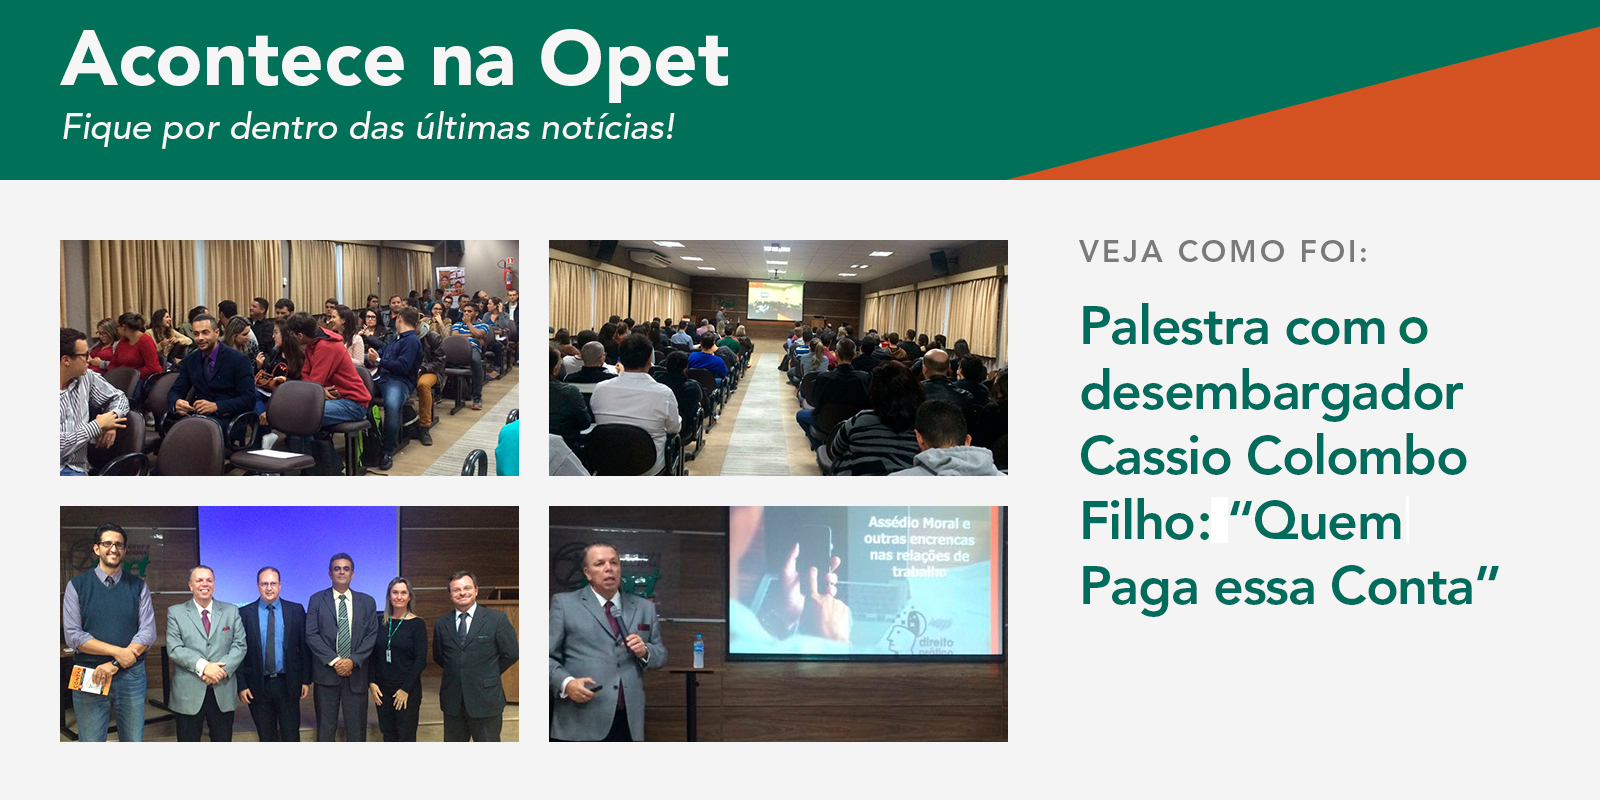 Acontece na Opet
Fique por dentro das últimas notícias!
VEJA COMO FOI:
Palestra com o
desembargador
Cassio Colombo
Filho: “Quem
Paga essa Conta”
Assédio Moral e
outras encrencas
nas relações de
trabalho
direito
prático